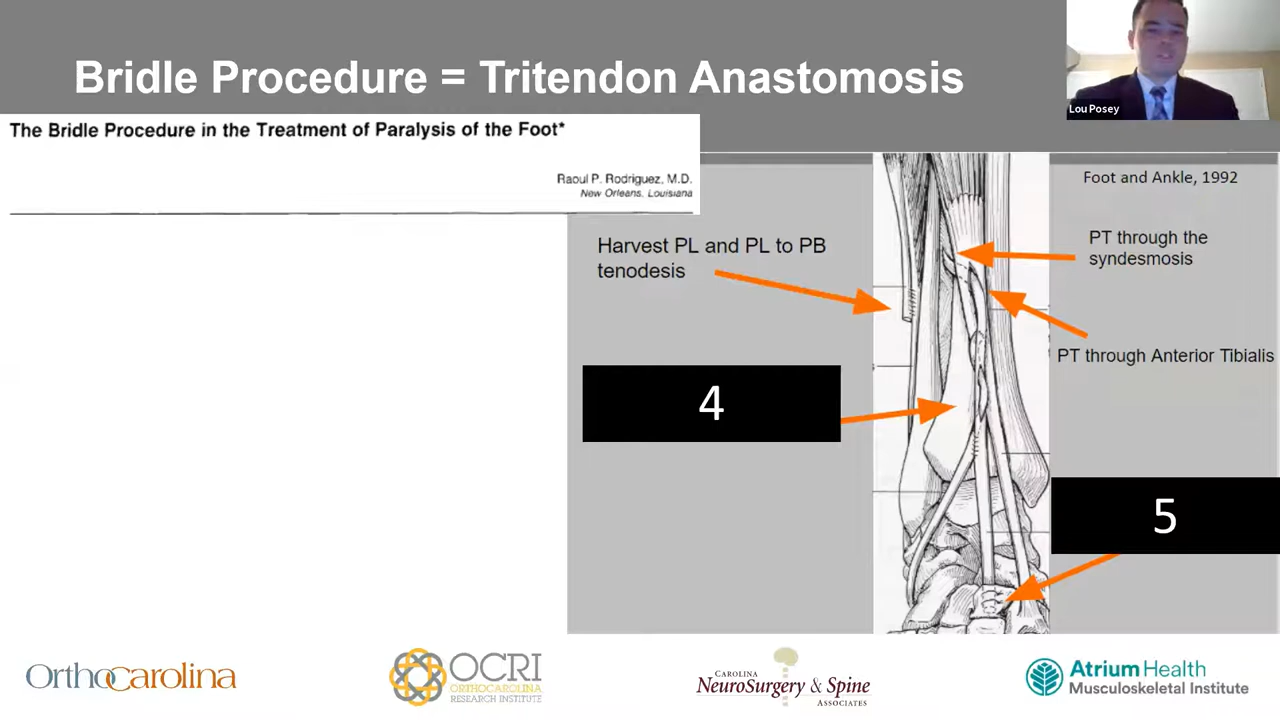 Bridle Procedure = Tritendon Anastomosis
Lou Posey
The Bridle Procedure in the Treatment of Paralysis of the Foot*
Raoul P. Rodriguez, M.D.
New Orleans, Louisiana
Foot and Ankle, 1992
Harvest PL and PL to PB
tenodesis
PT through the
syndesmosis
PT through Anterior Tibialis
4
5
OrthoCarolina
OCRI
ORTHOCAROLINA
RESEARCH INSTITUTE
CAROLINA
NEUROSURGERY & SPINE
ASSOCIATES
Atrium Health
Musculoskeletal Institute